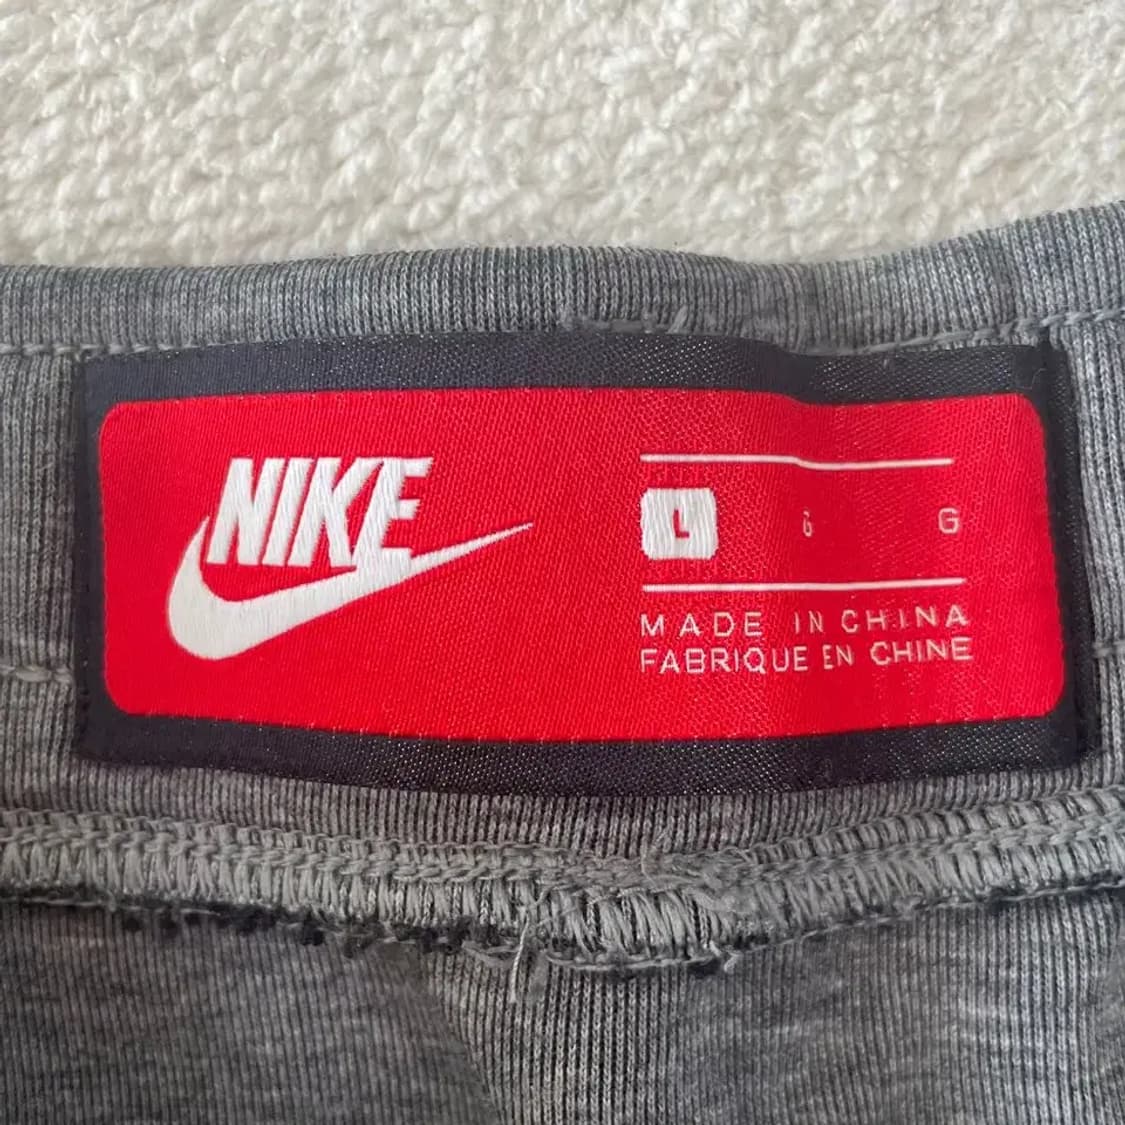 NIKE
L G G
MADE IN CHINA
FABRIQUE EN CHINE